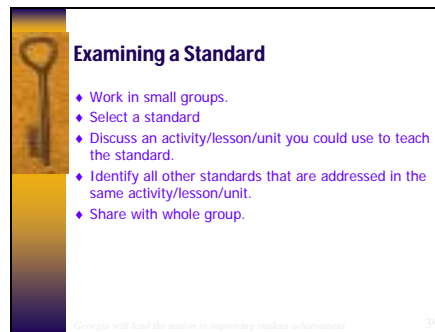 Examining a Standard
♦ Work in small groups.
♦ Select a standard
♦ Discuss an activity/lesson/unit you could use to teach
the standard.
♦ Identify all other standards that are addressed in the
same activity/lesson/unit.
♦ Share with whole group.
Georgia will lead the nation in improving student achievement.